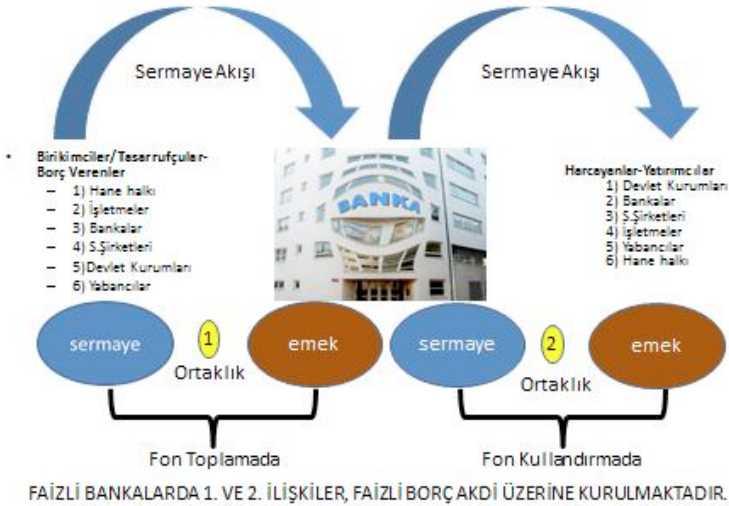 Sermaye Akışı
Sermaye Akışı
• Birikimciler/Tasarrufçular-
Borç Verenler
– 1) Hane halkı
– 2) İşletmeler
– 3) Bankalar
– 4) S.Şirketleri
– 5)Devlet Kurumları
– 6) Yabancılar
BANKA
Harcayanlar-Yatırımcılar
1) Devlet Kurumları
2) Bankalar
3) S.Şirketleri
4) İşletmeler
5) Yabancılar
6) Hane halkı
sermaye
1
emek
Ortaklık
sermaye
2
emek
Ortaklık
Fon Toplamada
Fon Kullandırmada
FAİZLİ BANKALARDA 1. VE 2. İLİŞKİLER, FAİZLİ BORÇ AKDİ ÜZERİNE KURULMAKTADIR.